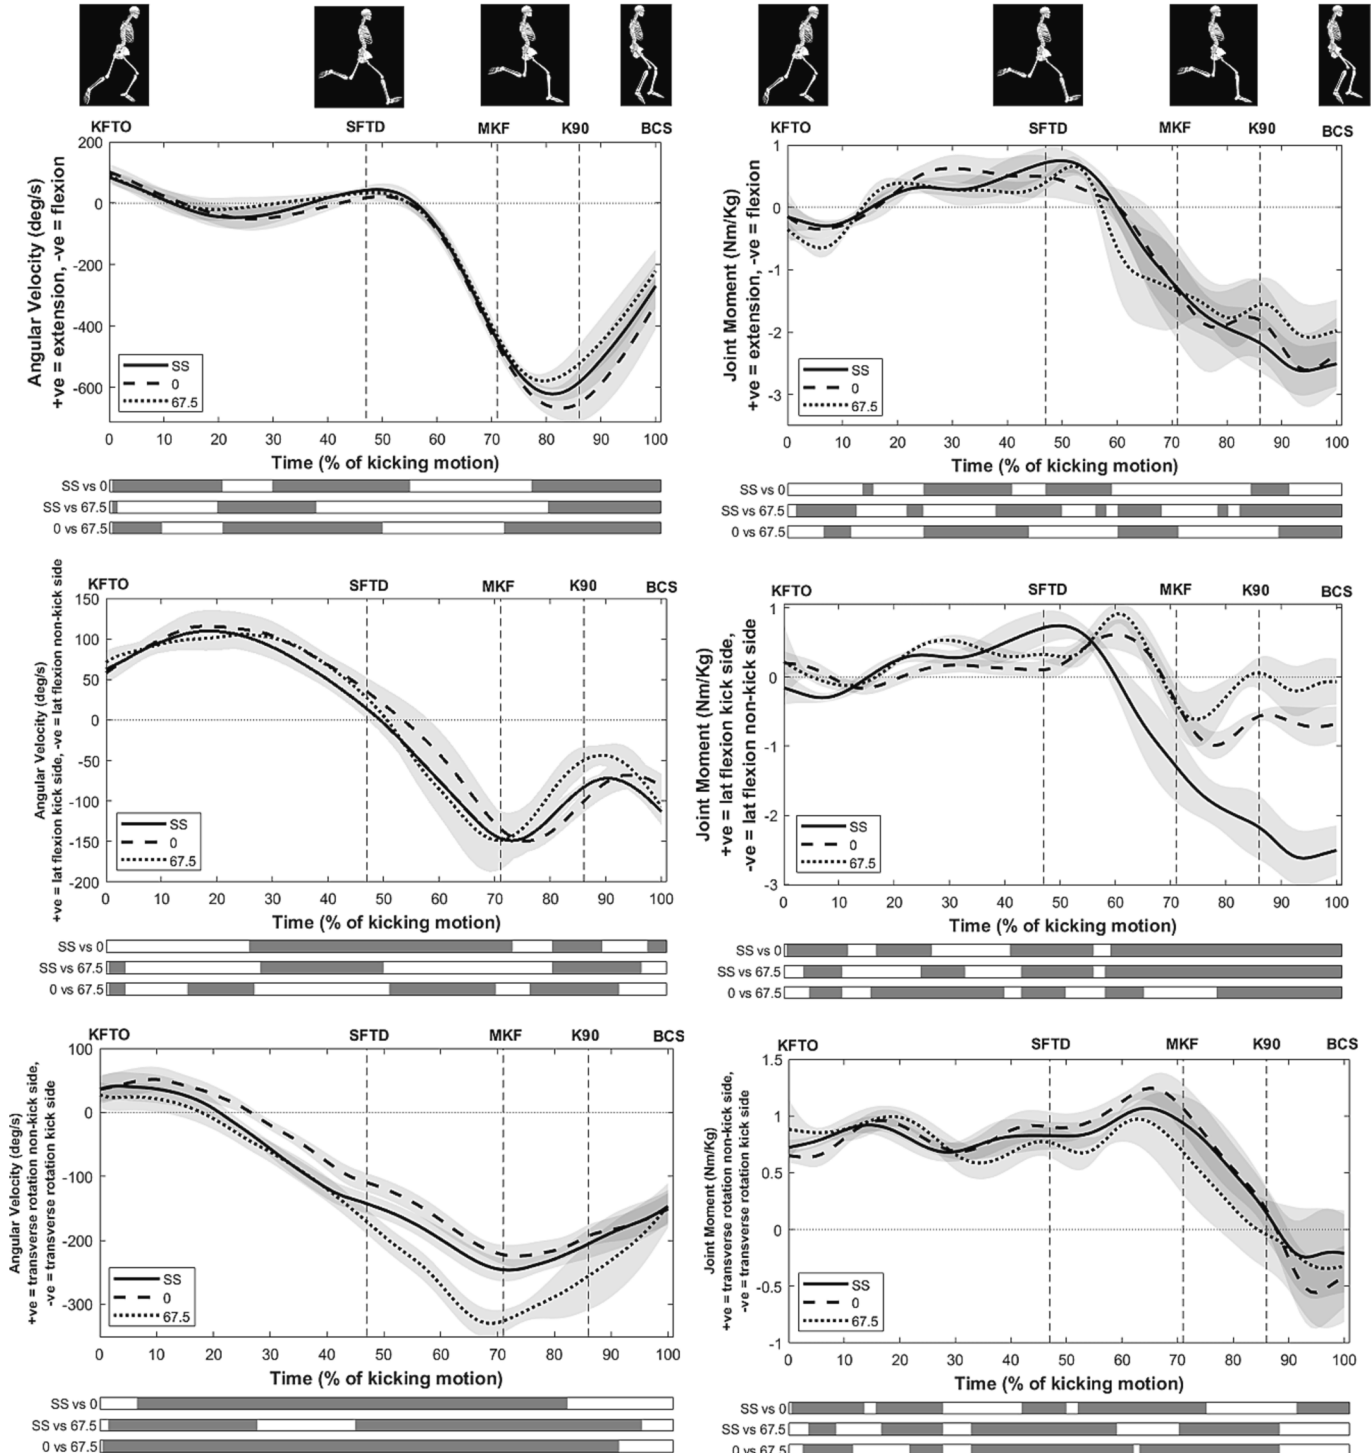 KFTO SFTD MKF K90 BCS
200
0
-200
-400
-600
Angular Velocity (deg/s)
+ve = extension, -ve = flexion
SS
0
67.5
0 10 20 30 40 50 60 70 80 90 100
Time (% of kicking motion)
SS vs 0
SS vs 67.5
0 vs 67.5
KFTO SFTD MKF K90 BCS
1
0
-1
-2
-3
Joint Moment (Nm/Kg)
+ve = extension, -ve = flexion
SS
0
67.5
0 10 20 30 40 50 60 70 80 90 100
Time (% of kicking motion)
SS vs 0
SS vs 67.5
0 vs 67.5
KFTO SFTD MKF K90 BCS
150
100
50
0
-50
-100
-150
-200
Angular Velocity (deg/s)
+ve = lat flexion kick side, -ve = lat flexion non-kick side
SS
0
67.5
0 10 20 30 40 50 60 70 80 90 100
Time (% of kicking motion)
SS vs 0
SS vs 67.5
0 vs 67.5
KFTO SFTD MKF K90 BCS
1
0
-1
-2
-3
Joint Moment (Nm/Kg)
+ve = lat flexion kick side,
-ve = lat flexion non-kick side
SS
0
67.5
0 10 20 30 40 50 60 70 80 90 100
Time (% of kicking motion)
SS vs 0
SS vs 67.5
0 vs 67.5
KFTO SFTD MKF K90 BCS
100
0
-100
-200
-300
Angular Velocity (deg/s)
+ve = transverse rotation non-kick side,
-ve = transverse rotation kick side
SS
0
67.5
0 10 20 30 40 50 60 70 80 90 100
Time (% of kicking motion)
SS vs 0
SS vs 67.5
0 vs 67.5
KFTO SFTD MKF K90 BCS
1.5
1
0.5
0
-0.5
-1
Joint Moment (Nm/Kg)
+ve = transverse rotation non-kick side,
-ve = transverse rotation kick side
SS
0
67.5
0 10 20 30 40 50 60 70 80 90 100
Time (% of kicking motion)
SS vs 0
SS vs 67.5
0 vs 67.5